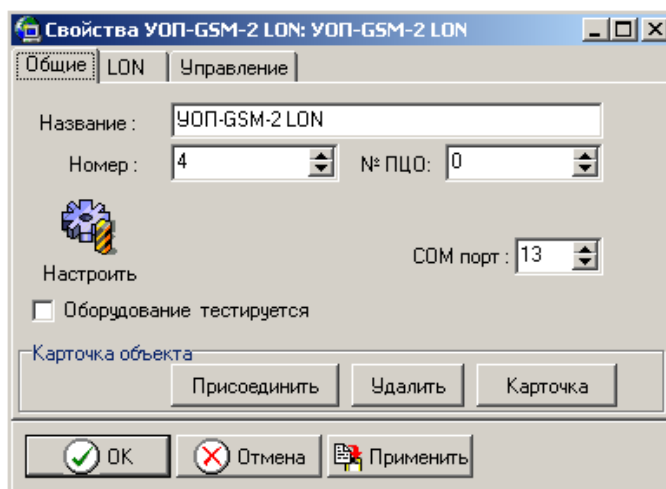 Свойства УОП-GSM-2 LON: УОП-GSM-2 LON
Общие LON Управление
Название : УОП-GSM-2 LON
Номер : 4 № ПЦО: 0
COM порт : 13
Настроить
Оборудование тестируется
Карточка объекта
Присоединить Удалить Карточка
OK Отмена Применить